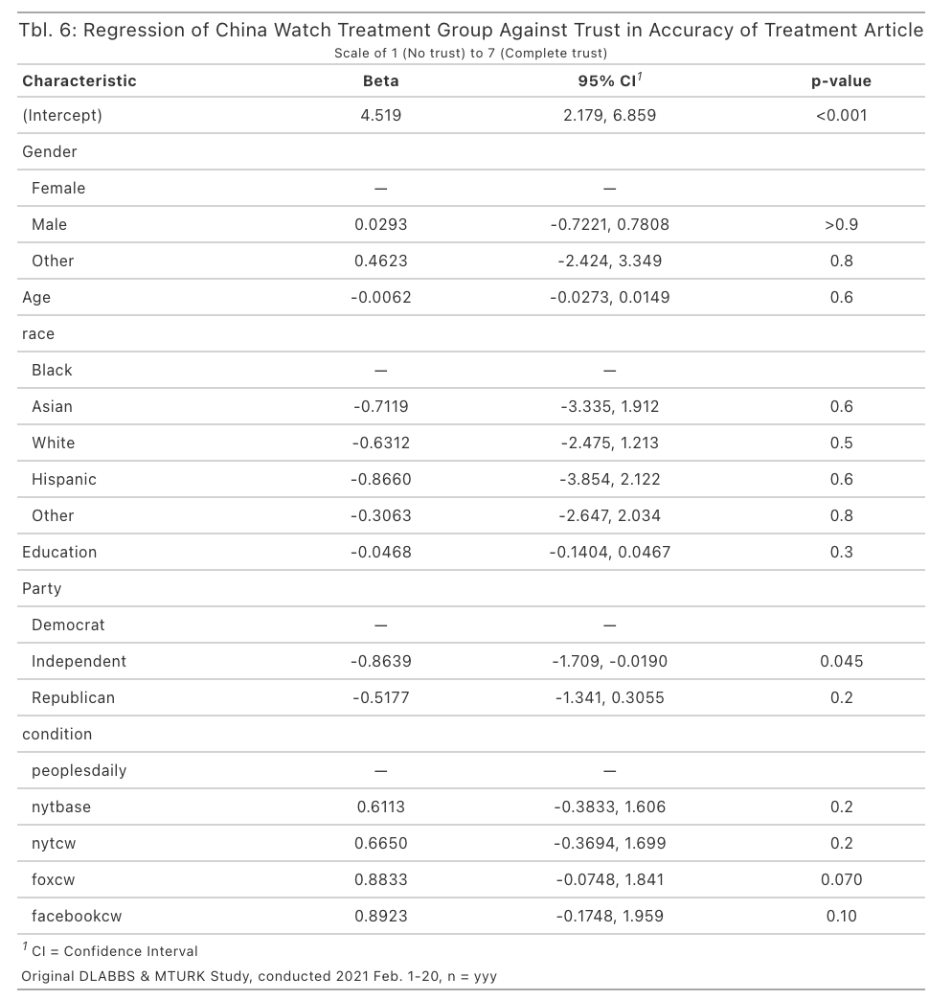 Tbl. 6: Regression of China Watch Treatment Group Against Trust in Accuracy of Treatment Article
Scale of 1 (No trust) to 7 (Complete trust)
Characteristic Beta 95% CI1 p-value
(Intercept) 4.519 2.179, 6.859 <0.001
Gender
Female — —
Male 0.0293 -0.7221, 0.7808 >0.9
Other 0.4623 -2.424, 3.349 0.8
Age -0.0062 -0.0273, 0.0149 0.6
race
Black — —
Asian -0.7119 -3.335, 1.912 0.6
White -0.6312 -2.475, 1.213 0.5
Hispanic -0.8660 -3.854, 2.122 0.6
Other -0.3063 -2.647, 2.034 0.8
Education -0.0468 -0.1404, 0.0467 0.3
Party
Democrat — —
Independent -0.8639 -1.709, -0.0190 0.045
Republican -0.5177 -1.341, 0.3055 0.2
condition
peoplesdaily — —
nytbase 0.6113 -0.3833, 1.606 0.2
nytcw 0.6650 -0.3694, 1.699 0.2
foxcw 0.8833 -0.0748, 1.841 0.070
facebookcw 0.8923 -0.1748, 1.959 0.10
1 CI = Confidence Interval
Original DLABBS & MTURK Study, conducted 2021 Feb. 1-20, n = yyy